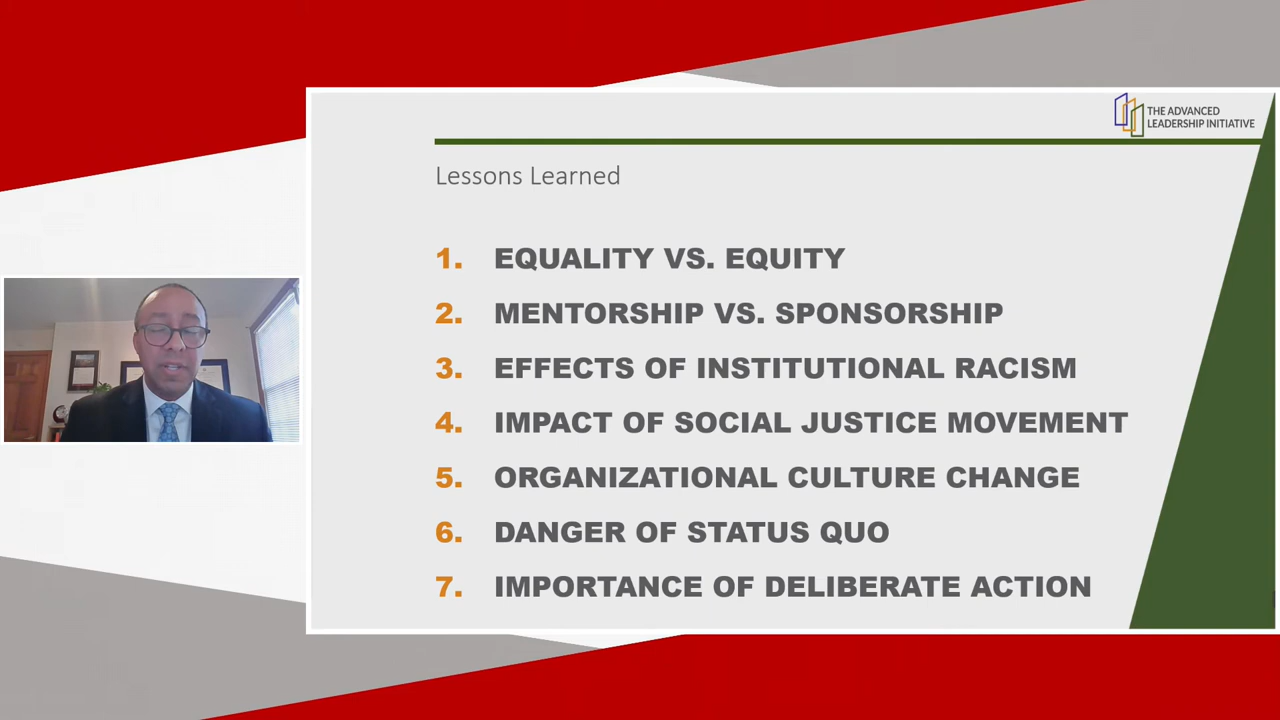 THE ADVANCED
LEADERSHIP INITIATIVE
Lessons Learned
1. EQUALITY VS. EQUITY
2. MENTORSHIP VS. SPONSORSHIP
3. EFFECTS OF INSTITUTIONAL RACISM
4. IMPACT OF SOCIAL JUSTICE MOVEMENT
5. ORGANIZATIONAL CULTURE CHANGE
6. DANGER OF STATUS QUO
7. IMPORTANCE OF DELIBERATE ACTION